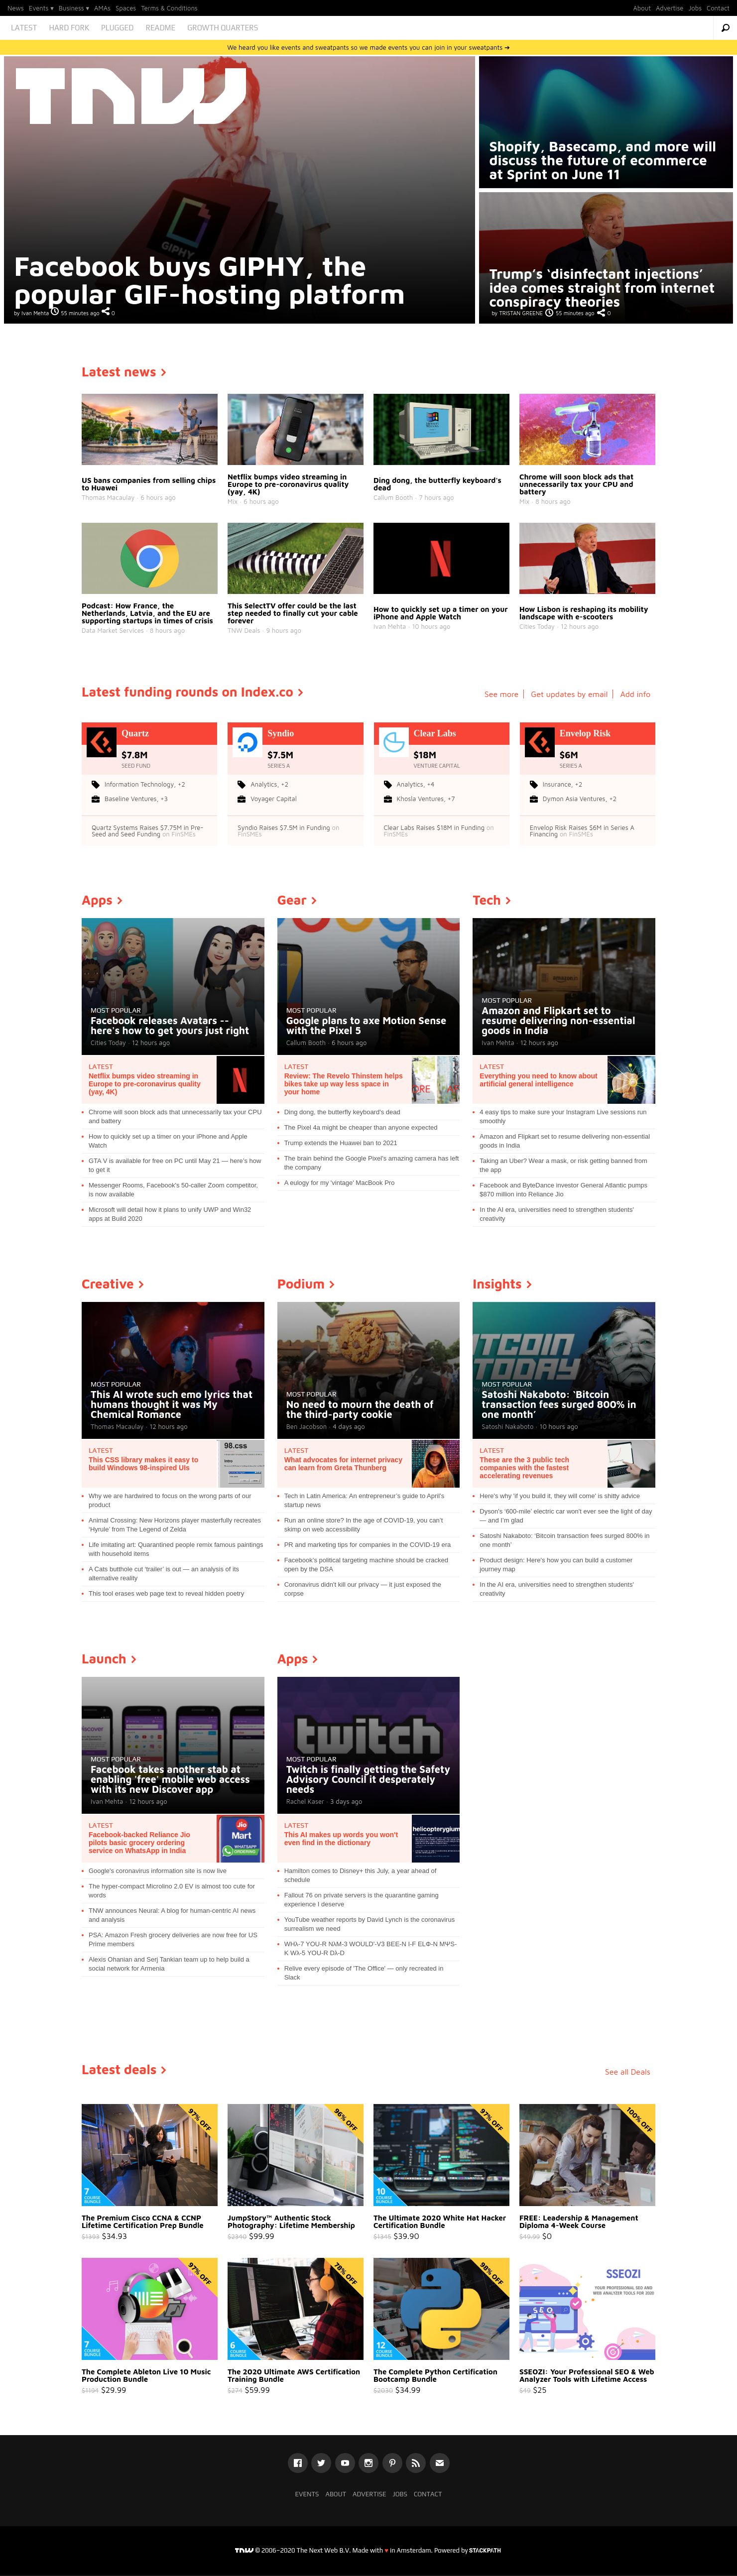 News Events ▾ Business ▾ AMAs Spaces Terms & Conditions
About Advertise Jobs Contact
LATEST HARD FORK PLUGGED README GROWTH QUARTERS
We heard you like events and sweatpants so we made events you can join in your sweatpants ➔
TNW
GIPHY
Facebook buys GIPHY, the
popular GIF-hosting platform
by Ivan Mehta 55 minutes ago 0
Shopify, Basecamp, and more will
discuss the future of ecommerce
at Sprint on June 11
Trump's 'disinfectant injections'
idea comes straight from internet
conspiracy theories
by TRISTAN GREENE 55 minutes ago 0
Latest news ›
US bans companies from selling chips
to Huawei
Thomas Macaulay · 6 hours ago
Netflix bumps video streaming in
Europe to pre-coronavirus quality
(yay, 4K)
Mix · 6 hours ago
Ding dong, the butterfly keyboard's
dead
Callum Booth · 7 hours ago
Chrome will soon block ads that
unnecessarily tax your CPU and
battery
Mix · 8 hours ago
Podcast: How France, the
Netherlands, Latvia, and the EU are
supporting startups in times of crisis
Data Market Services · 8 hours ago
This SelectTV offer could be the last
step needed to finally cut your cable
forever
TNW Deals · 9 hours ago
How to quickly set up a timer on your
iPhone and Apple Watch
Ivan Mehta · 10 hours ago
How Lisbon is reshaping its mobility
landscape with e-scooters
Cities Today · 12 hours ago
Latest funding rounds on Index.co ›
See more | Get updates by email | Add info
Quartz
$7.8M
SEED FUND
Information Technology, +2
Baseline Ventures, +3
Quartz Systems Raises $7.75M in Pre-
Seed and Seed Funding on FinSMEs
Syndio
$7.5M
SERIES A
Analytics, +2
Voyager Capital
Syndio Raises $7.5M in Funding on
FinSMEs
Clear Labs
$18M
VENTURE CAPITAL
Analytics, +4
Khosla Ventures, +7
Clear Labs Raises $18M in Funding on
FinSMEs
Envelop Risk
$6M
SERIES A
Insurance, +2
Dymon Asia Ventures, +2
Envelop Risk Raises $6M in Series A
Financing on FinSMEs
Apps ›
MOST POPULAR
Facebook releases Avatars --
here's how to get yours just right
Cities Today · 12 hours ago
LATEST
Netflix bumps video streaming in
Europe to pre-coronavirus quality
(yay, 4K)
Chrome will soon block ads that unnecessarily tax your CPU
and battery
How to quickly set up a timer on your iPhone and Apple
Watch
GTA V is available for free on PC until May 21 — here's how
to get it
Messenger Rooms, Facebook's 50-caller Zoom competitor,
is now available
Microsoft will detail how it plans to unify UWP and Win32
apps at Build 2020
Gear ›
MOST POPULAR
Google plans to axe Motion Sense
with the Pixel 5
Callum Booth · 6 hours ago
LATEST
Review: The Revelo Thinstem helps
bikes take up way less space in
your home
Ding dong, the butterfly keyboard's dead
The Pixel 4a might be cheaper than anyone expected
Trump extends the Huawei ban to 2021
The brain behind the Google Pixel's amazing camera has left
the company
A eulogy for my 'vintage' MacBook Pro
Tech ›
MOST POPULAR
Amazon and Flipkart set to
resume delivering non-essential
goods in India
Ivan Mehta · 12 hours ago
LATEST
Everything you need to know about
artificial general intelligence
4 easy tips to make sure your Instagram Live sessions run
smoothly
Amazon and Flipkart set to resume delivering non-essential
goods in India
Taking an Uber? Wear a mask, or risk getting banned from
the app
Facebook and ByteDance investor General Atlantic pumps
$870 million into Reliance Jio
In the AI era, universities need to strengthen students'
creativity
Creative ›
MOST POPULAR
This AI wrote such emo lyrics that
humans thought it was My
Chemical Romance
Thomas Macaulay · 12 hours ago
LATEST
This CSS library makes it easy to
build Windows 98-inspired UIs
98.css
Why we are hardwired to focus on the wrong parts of our
product
Animal Crossing: New Horizons player masterfully recreates
'Hyrule' from The Legend of Zelda
Life imitating art: Quarantined people remix famous paintings
with household items
A Cats butthole cut 'trailer' is out — an analysis of its
alternative reality
This tool erases web page text to reveal hidden poetry
Podium ›
MOST POPULAR
No need to mourn the death of
the third-party cookie
Ben Jacobson · 4 days ago
LATEST
What advocates for internet privacy
can learn from Greta Thunberg
Tech in Latin America: An entrepreneur's guide to April's
startup news
Run an online store? In the age of COVID-19, you can't
skimp on web accessibility
PR and marketing tips for companies in the COVID-19 era
Facebook's political targeting machine should be cracked
open by the DSA
Coronavirus didn't kill our privacy — it just exposed the
corpse
Insights ›
BITCOIN
TODAY
MOST POPULAR
Satoshi Nakaboto: 'Bitcoin
transaction fees surged 800% in
one month'
Satoshi Nakaboto · 10 hours ago
LATEST
These are the 3 public tech
companies with the fastest
accelerating revenues
Here's why 'if you build it, they will come' is shitty advice
Dyson's '600-mile' electric car won't ever see the light of day
— and I'm glad
Satoshi Nakaboto: 'Bitcoin transaction fees surged 800% in
one month'
Product design: Here's how you can build a customer
journey map
In the AI era, universities need to strengthen students'
creativity
Launch ›
MOST POPULAR
Facebook takes another stab at
enabling 'free' mobile web access
with its new Discover app
Ivan Mehta · 12 hours ago
LATEST
Facebook-backed Reliance Jio
pilots basic grocery ordering
service on WhatsApp in India
Jio
Mart
Google's coronavirus information site is now live
The hyper-compact Microlino 2.0 EV is almost too cute for
words
TNW announces Neural: A blog for human-centric AI news
and analysis
PSA: Amazon Fresh grocery deliveries are now free for US
Prime members
Alexis Ohanian and Serj Tankian team up to help build a
social network for Armenia
Apps ›
twitch
MOST POPULAR
Twitch is finally getting the Safety
Advisory Council it desperately
needs
Rachel Kaser · 3 days ago
LATEST
This AI makes up words you won't
even find in the dictionary
helicopterygium
Hamilton comes to Disney+ this July, a year ahead of
schedule
Fallout 76 on private servers is the quarantine gaming
experience I deserve
YouTube weather reports by David Lynch is the coronavirus
surrealism we need
Relive every episode of 'The Office' — only recreated in
Slack
Latest deals ›
See all Deals
97% OFF
7
COURSE
BUNDLE
The Premium Cisco CCNA & CCNP
Lifetime Certification Prep Bundle
$34.93
96% OFF
JumpStory™ Authentic Stock
Photography: Lifetime Membership
$99.99
97% OFF
10
COURSE
BUNDLE
The Ultimate 2020 White Hat Hacker
Certification Bundle
$39.90
100% OFF
FREE: Leadership & Management
Diploma 4-Week Course
$0
97% OFF
7
COURSE
BUNDLE
The Complete Ableton Live 10 Music
Production Bundle
$29.99
78% OFF
6
COURSE
BUNDLE
The 2020 Ultimate AWS Certification
Training Bundle
$59.99
98% OFF
12
COURSE
BUNDLE
The Complete Python Certification
Bootcamp Bundle
$34.99
SSEOZI
YOUR PROFESSIONAL SEO AND
WEB ANALYZER TOOLS FOR 2020
SEO
SSEOZI: Your Professional SEO & Web
Analyzer Tools with Lifetime Access
$49 $25
EVENTS ABOUT ADVERTISE JOBS CONTACT
TNW © 2006–2020 The Next Web B.V. Made with ♥ in Amsterdam. Powered by STACKPATH